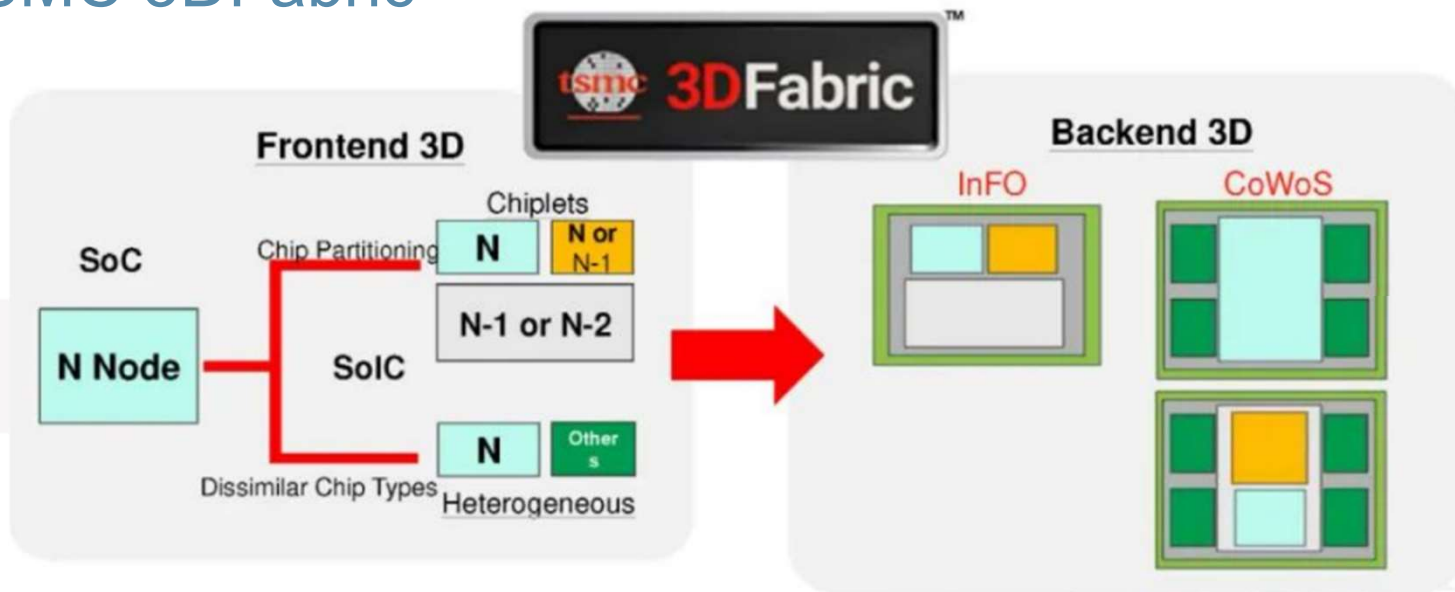 tsmc 3DFabric
TM
Frontend 3D
SoC
N Node
Chip Partitioning
Chiplets
N
N or
N-1
N-1 or N-2
SoIC
Dissimilar Chip Types
N
Other
s
Heterogeneous
Backend 3D
InFO
CoWoS